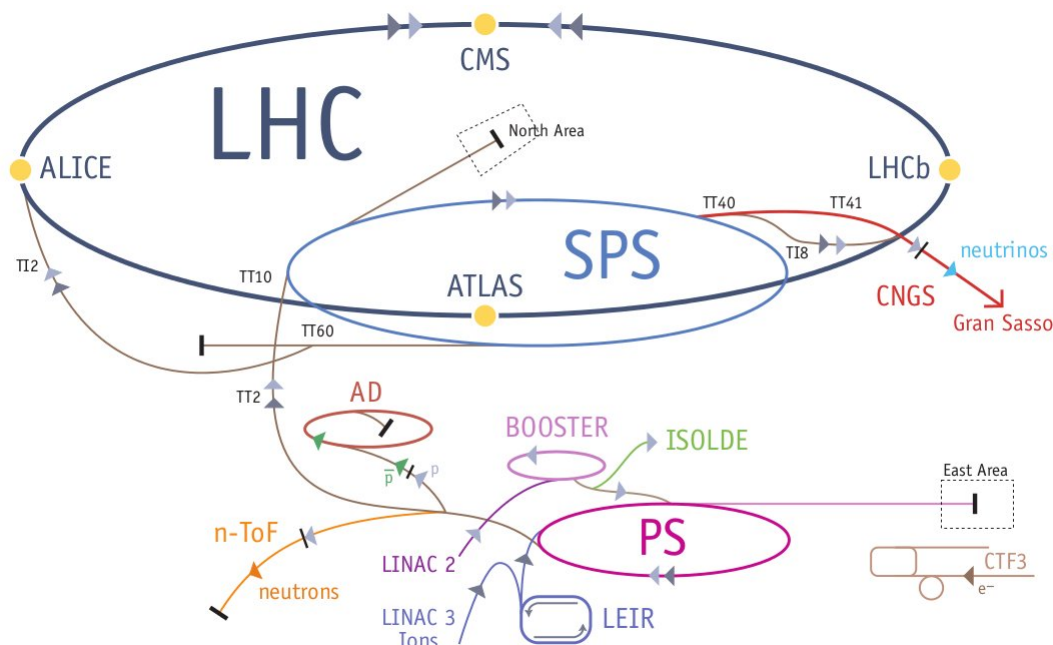 CMS
LHC
North Area
ALICE
LHCb
TT40
TT41
SPS
TI8
neutrinos
TI2
TT10
ATLAS
CNGS
Gran Sasso
TT60
TT2
AD
BOOSTER
ISOLDE
p̅
p
East Area
n-ToF
PS
LINAC 2
neutrons
CTF3
e⁻
LINAC 3
Ions
LEIR